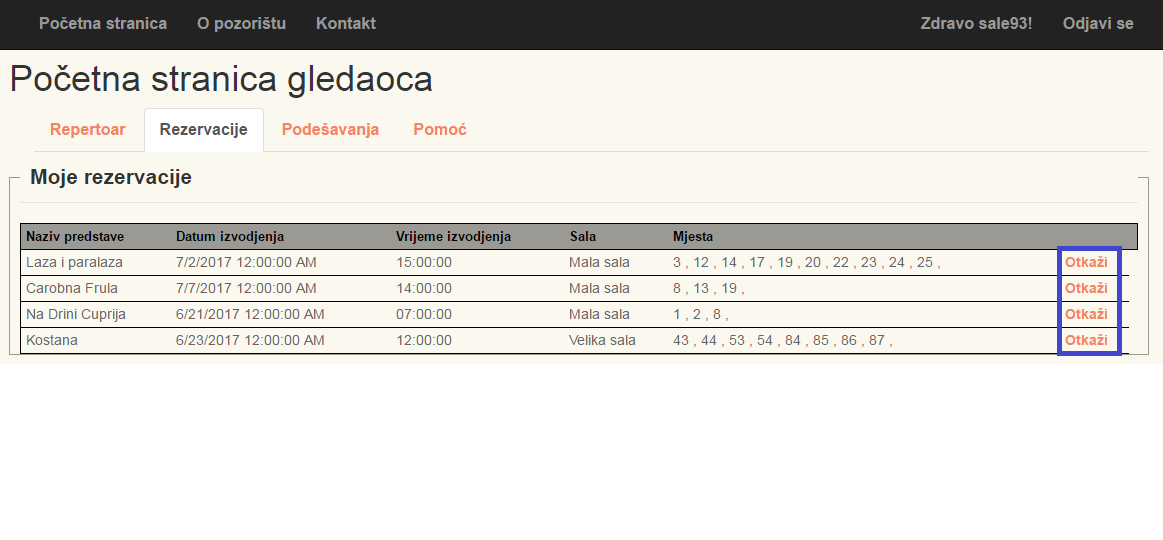 Početna stranica O pozorištu Kontakt Zdravo sale93! Odjavi se
Početna stranica gledaoca
Repertoar Rezervacije Podešavanja Pomoć
Moje rezervacije
Naziv predstave Datum izvodjenja Vrijeme izvodjenja Sala Mjesta
Laza i paralaza 7/2/2017 12:00:00 AM 15:00:00 Mala sala 3 , 12 , 14 , 17 , 19 , 20 , 22 , 23 , 24 , 25 , Otkaži
Carobna Frula 7/7/2017 12:00:00 AM 14:00:00 Mala sala 8 , 13 , 19 , Otkaži
Na Drini Cuprija 6/21/2017 12:00:00 AM 07:00:00 Mala sala 1 , 2 , 8 , Otkaži
Kostana 6/23/2017 12:00:00 AM 12:00:00 Velika sala 43 , 44 , 53 , 54 , 84 , 85 , 86 , 87 , Otkaži